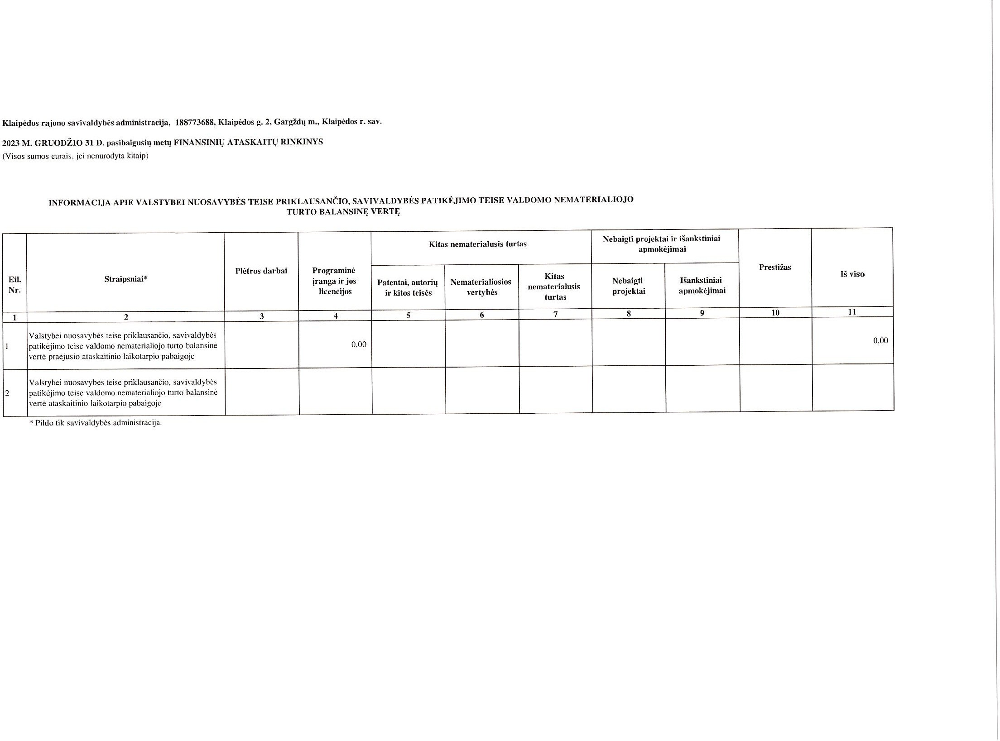 Klaipėdos rajono savivaldybės administracija, 188773688, Klaipėdos g. 2, Gargždų m., Klaipėdos r. sav.
2023 M. GRUODŽIO 31 D. pasibaigusių metų FINANSINIŲ ATASKAITŲ RINKINYS
(Visos sumos eurais, jei nenurodyta kitaip)
INFORMACIJA APIE VALSTYBEI NUOSAVYBĖS TEISE PRIKLAUSANČIO, SAVIVALDYBĖS PATIKĖJIMO TEISE VALDOMO NEMATERIALIOJO
TURTO BALANSINĘ VERTĘ
Eil.
Nr.
Straipsniai*
Plėtros darbai
Programinė
įranga ir jos
licencijos
Kitas nematerialusis turtas
Patentai, autorių
ir kitos teisės
Nematerialiosios
vertybės
Kitas
nematerialusis
turtas
Nebaigti projektai ir išankstiniai
apmokėjimai
Nebaigti
projektai
Išankstiniai
apmokėjimai
Prestižas
Iš viso
1 2 3 4 5 6 7 8 9 10 11
1
Valstybei nuosavybės teise priklausančio, savivaldybės
patikėjimo teise valdomo nematerialiojo turto balansinė
vertė praėjusio ataskaitinio laikotarpio pabaigoje
0,00
0,00
2
Valstybei nuosavybės teise priklausančio, savivaldybės
patikėjimo teise valdomo nematerialiojo turto balansinė
vertė ataskaitinio laikotarpio pabaigoje
* Pildo tik savivaldybės administracija.